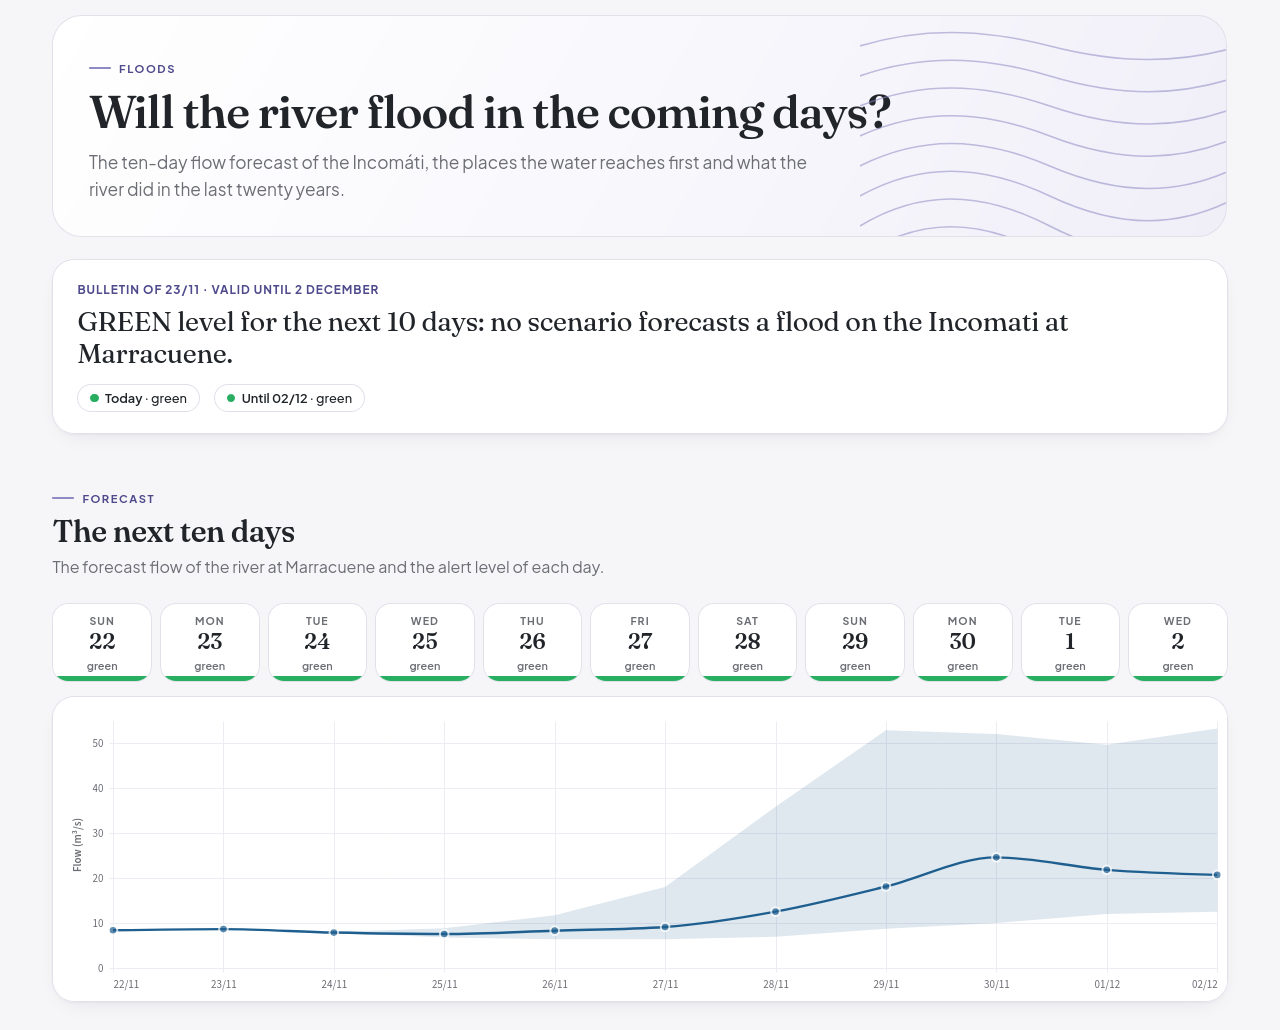 FLOODS
Will the river flood in the coming days?
The ten-day flow forecast of the Incomáti, the places the water reaches first and what the
river did in the last twenty years.
BULLETIN OF 23/11 · VALID UNTIL 2 DECEMBER
GREEN level for the next 10 days: no scenario forecasts a flood on the Incomati at
Marracuene.
Today · green
Until 02/12 · green
FORECAST
The next ten days
The forecast flow of the river at Marracuene and the alert level of each day.
SUN
22
green
MON
23
green
TUE
24
green
WED
25
green
THU
26
green
FRI
27
green
SAT
28
green
SUN
29
green
MON
30
green
TUE
1
green
WED
2
green
Flow (m³/s)
50
40
30
20
10
0
22/11
23/11
24/11
25/11
26/11
27/11
28/11
29/11
30/11
01/12
02/12